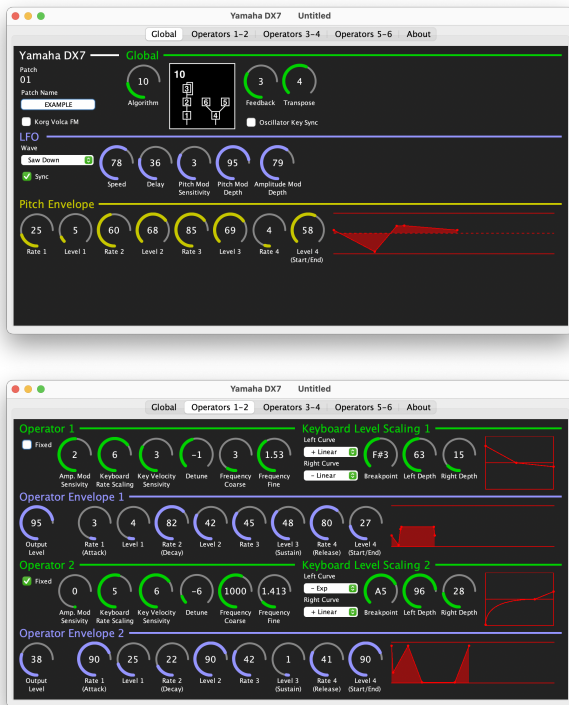 Yamaha DX7 Untitled
Global Operators 1-2 Operators 3-4 Operators 5-6 About
Yamaha DX7 Global
Patch
01
Patch Name
EXAMPLE
Korg Volca FM
10
Algorithm
10
3
2 6 5
1 4
3 4
Feedback Transpose
Oscillator Key Sync
LFO
Wave
Saw Down
Sync
78 36 3 95 79
Speed Delay Pitch Mod Pitch Mod Amplitude Mod
Sensitivity Depth Depth
Pitch Envelope
25 5 60 68 85 69 4 58
Rate 1 Level 1 Rate 2 Level 2 Rate 3 Level 3 Rate 4 Level 4
(Start/End)
Yamaha DX7 Untitled
Global Operators 1-2 Operators 3-4 Operators 5-6 About
Operator 1 Keyboard Level Scaling 1
Fixed
2 6 3 -1 3 1.53
Amp. Mod Keyboard Key Velocity Detune Frequency Frequency
Sensivity Rate Scaling Sensivity Coarse Fine
Left Curve
+ Linear
Right Curve
- Linear
F#3 63 15
Breakpoint Left Depth Right Depth
Operator Envelope 1
95 3 4 82 42 45 48 80 27
Output Rate 1 Level 1 Rate 2 Level 2 Rate 3 Level 3 Rate 4 Level 4
Level (Attack) (Decay) (Sustain) (Release) (Start/End)
Operator 2 Keyboard Level Scaling 2
Fixed
0 5 6 -6 1000 1.413
Amp. Mod Keyboard Key Velocity Detune Frequency Frequency
Sensivity Rate Scaling Sensivity Coarse Fine
Left Curve
- Exp
Right Curve
+ Linear
A5 96 28
Breakpoint Left Depth Right Depth
Operator Envelope 2
38 90 25 22 90 42 1 41 90
Output Rate 1 Level 1 Rate 2 Level 2 Rate 3 Level 3 Rate 4 Level 4
Level (Attack) (Decay) (Sustain) (Release) (Start/End)